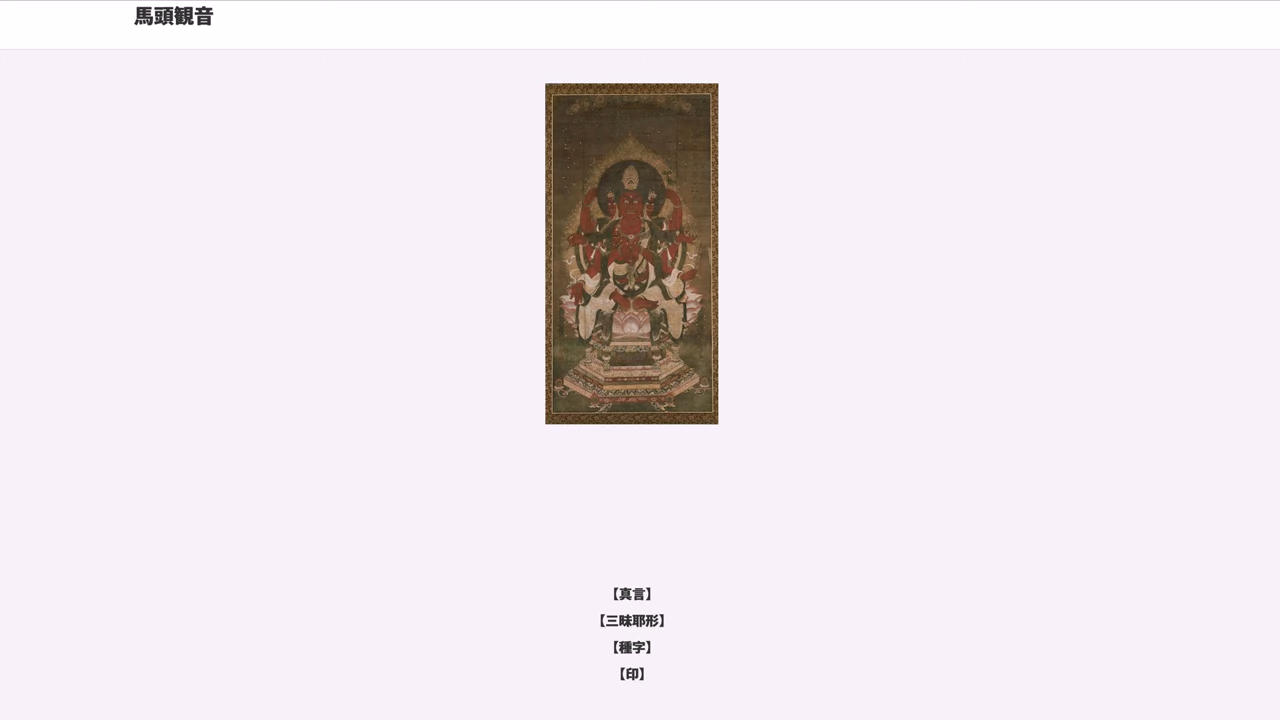 馬頭観音
【真言】
【三昧耶形】
【種字】
【印】